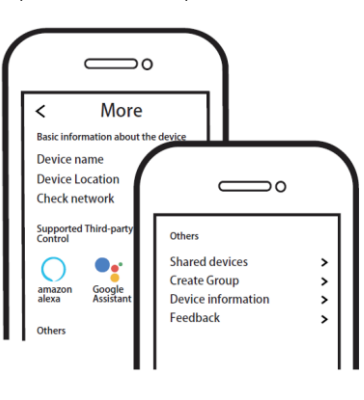 <
More
Basic information about the device
Device name
Device Location
Check network
Supported Third-party
Control
amazon
alexa
Google
Assistant
Others
Others
Shared devices >
Create Group >
Device information >
Feedback >